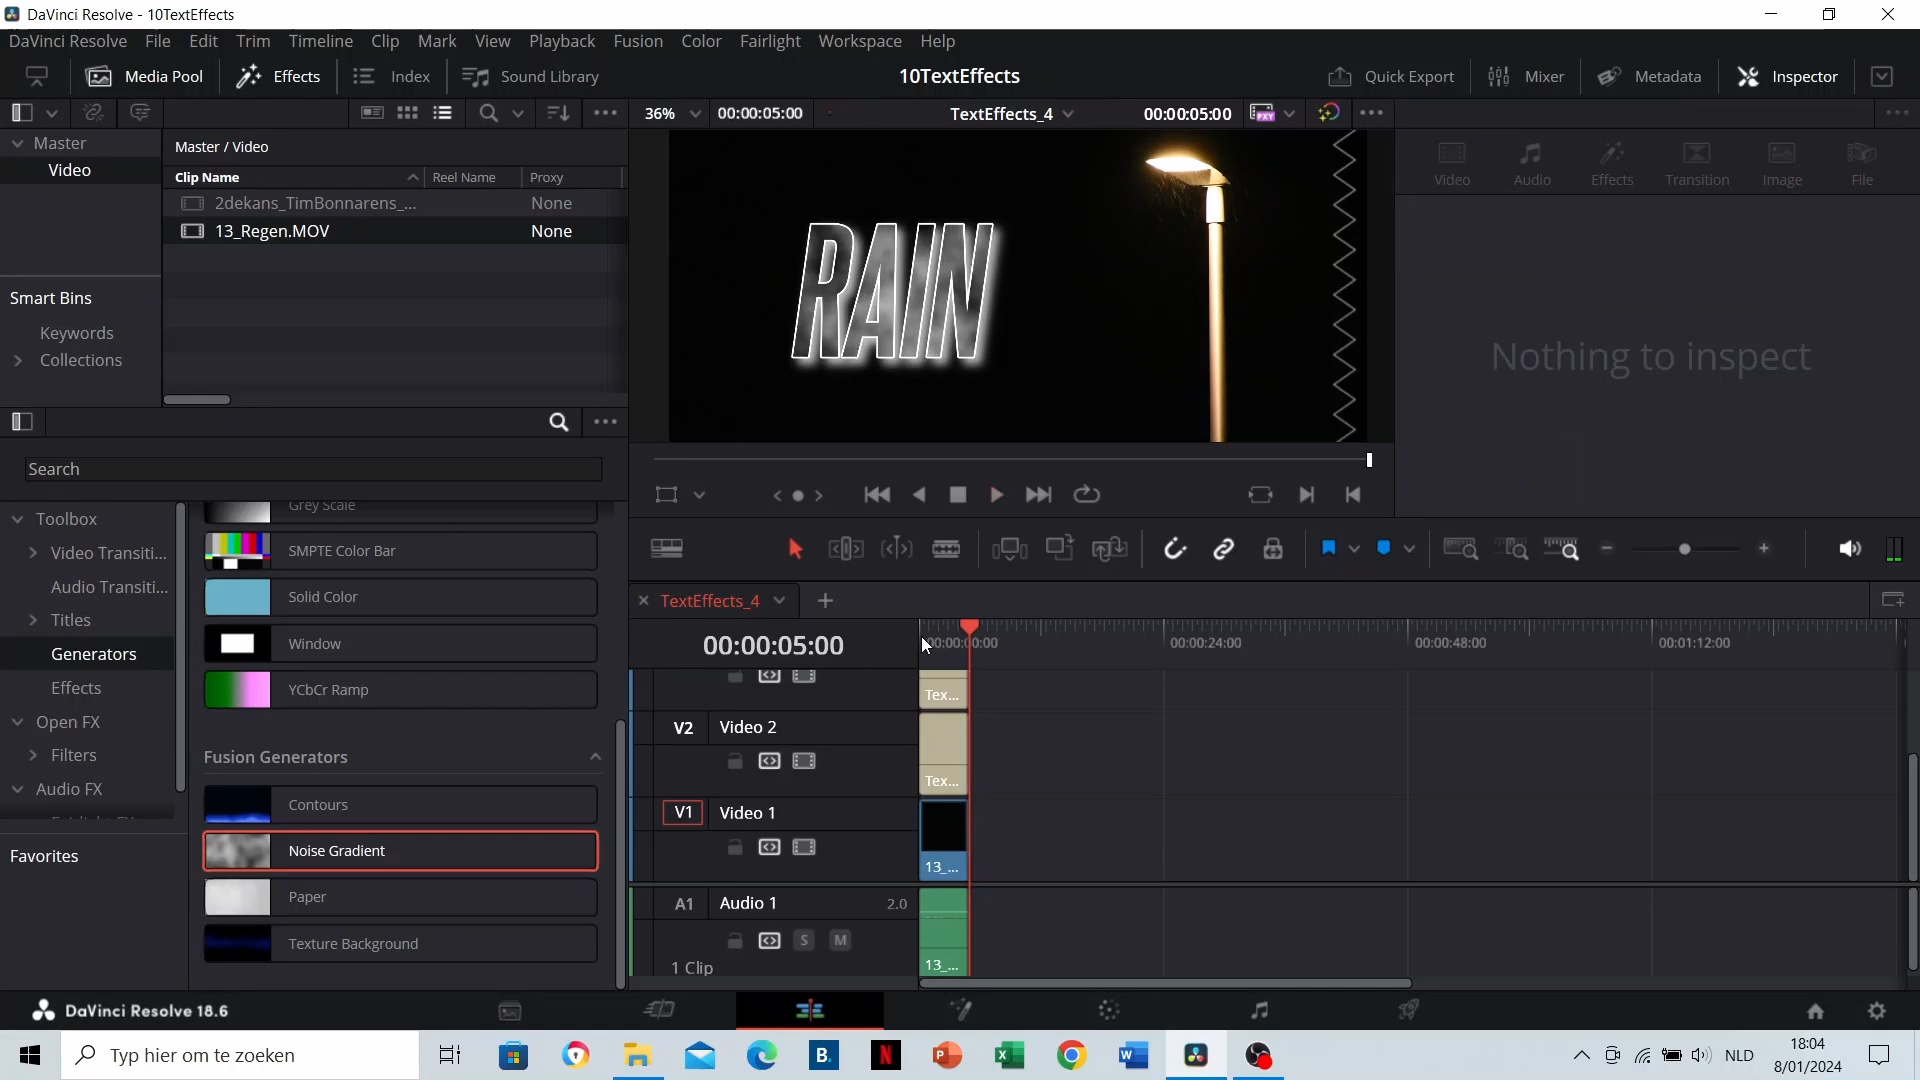 DaVinci Resolve - 10TextEffects
DaVinci Resolve File Edit Trim Timeline Clip Mark View Playback Fusion Color Fairlight Workspace Help
Media Pool Effects Index Sound Library 10TextEffects Quick Export Mixer Metadata Inspector
36% 00:00:05:00 TextEffects_4 00:00:05:00 PXY
Master
Video
Master / Video
Clip Name Reel Name Proxy
2dekans_TimBonnarens_... None
13_Regen.MOV None
Smart Bins
Keywords
Collections
RAIN
Video Audio Effects Transition Image File
Nothing to inspect
Search
Toolbox
Video Transiti...
Audio Transiti...
Titles
Generators
Effects
Open FX
Filters
Audio FX
Favorites
Grey Scale
SMPTE Color Bar
Solid Color
Window
YCbCr Ramp
Fusion Generators
Contours
Noise Gradient
Paper
Texture Background
TextEffects_4
00:00:05:00
00:00:00:00 00:00:24:00 00:00:48:00 00:01:12:00
Tex...
V2 Video 2
Tex...
V1 Video 1
13_...
A1 Audio 1 2.0
S M
1 Clip
13_...
DaVinci Resolve 18.6
Typ hier om te zoeken
B.
N
NLD
18:04
8/01/2024